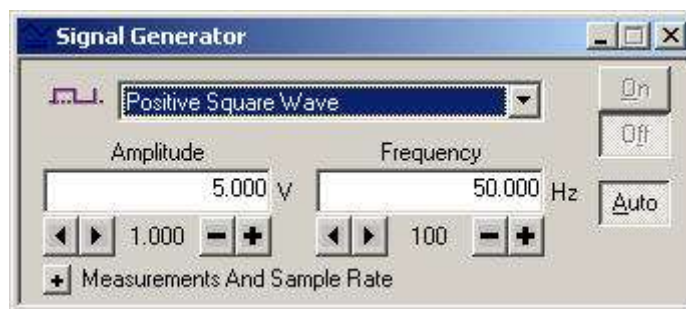 Signal Generator
Positive Square Wave
On
Off
Amplitude Frequency
5.000 V 50.000 Hz
Auto
1.000 100
Measurements And Sample Rate